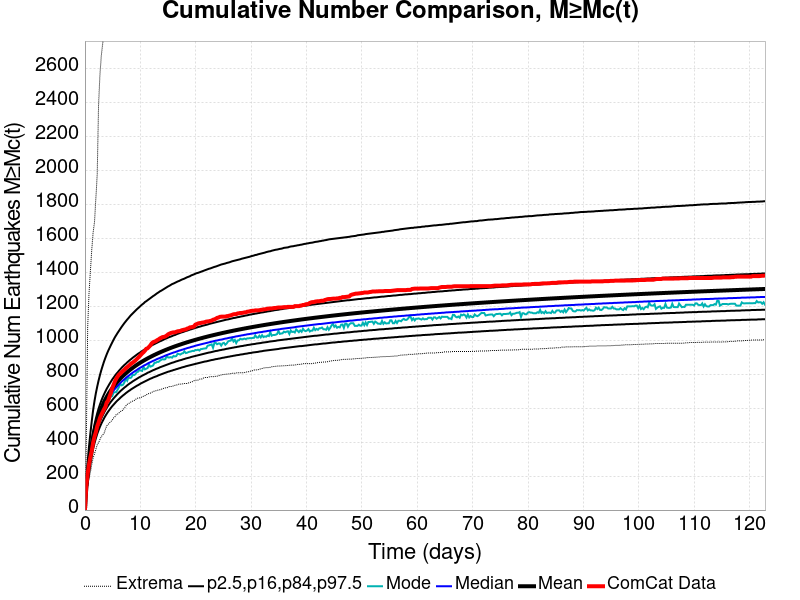 Cumulative Number Comparison, M≥Mc(t)
Cumulative Num Earthquakes M≥Mc(t)
2600
2400
2200
2000
1800
1600
1400
1200
1000
800
600
400
200
0
0 10 20 30 40 50 60 70 80 90 100 110 120
Time (days)
Extrema p2.5,p16,p84,p97.5 Mode Median Mean ComCat Data